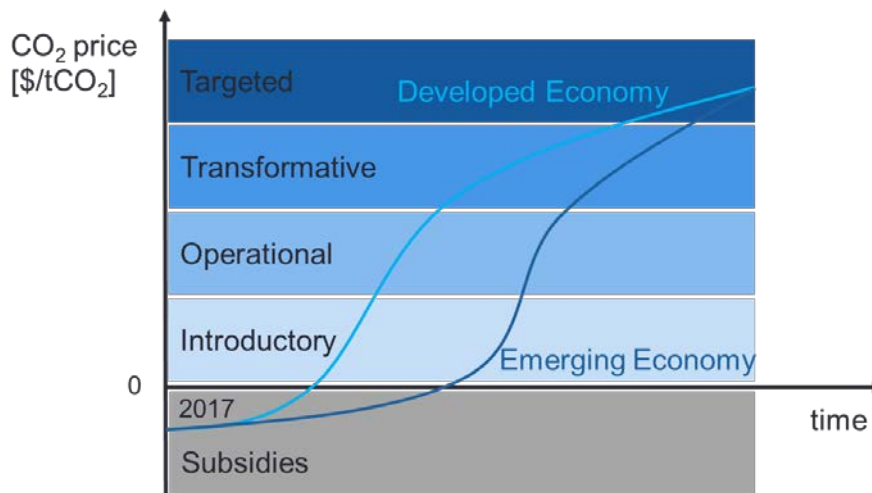 CO₂ price
[$/tCO₂]
Targeted
Developed Economy
Transformative
Operational
Introductory
Emerging Economy
0
2017
time
Subsidies